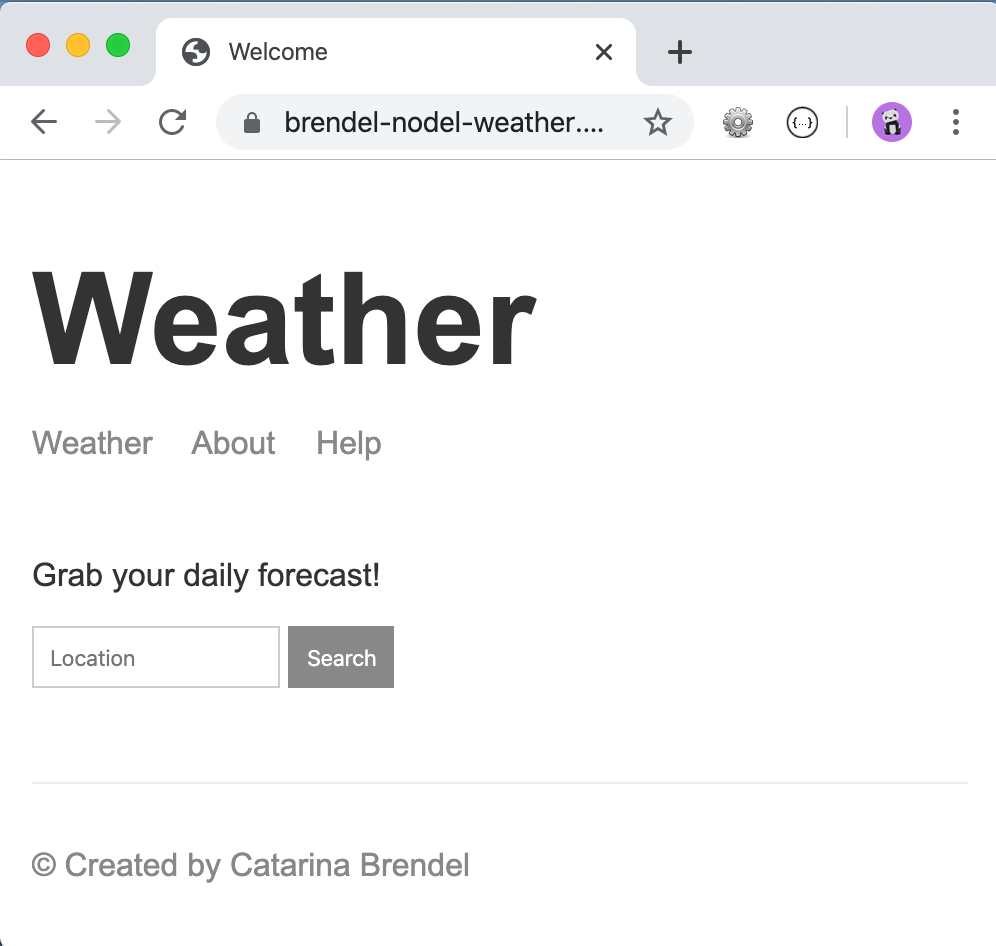 Welcome
brendel-nodel-weather....
{...}
Weather
Weather About Help
Grab your daily forecast!
Location Search
© Created by Catarina Brendel